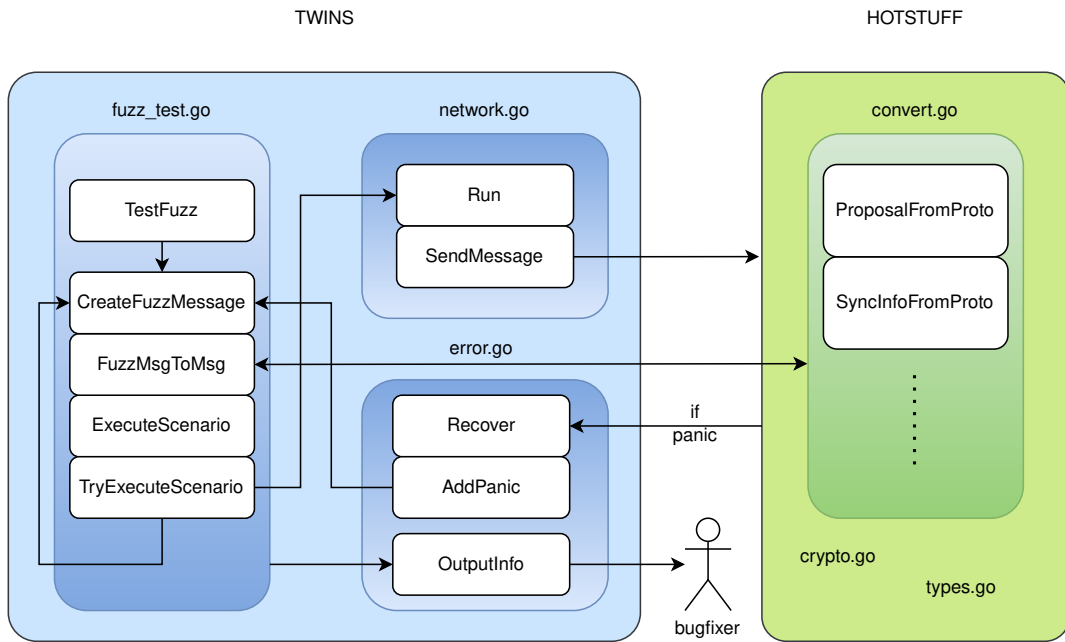 TWINS
HOTSTUFF
fuzz_test.go
network.go
convert.go
TestFuzz
Run
SendMessage
ProposalFromProto
SyncInfoFromProto
CreateFuzzMessage
FuzzMsgToMsg
ExecuteScenario
TryExecuteScenario
error.go
Recover
AddPanic
OutputInfo
if
panic
bugfixer
crypto.go
types.go